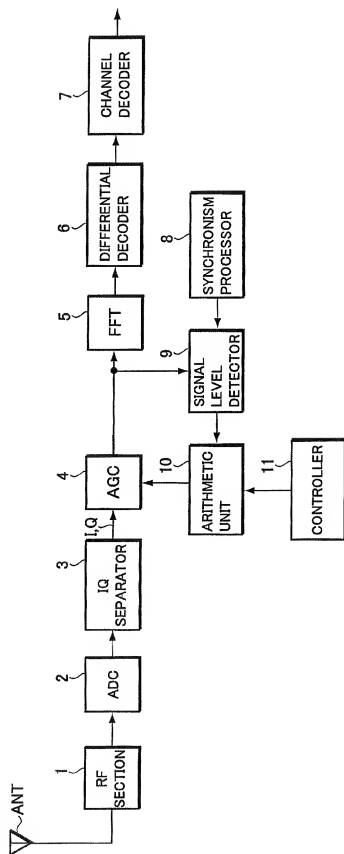 ANT
1
RF
SECTION
2
ADC
3
IQ
SEPARATOR
I,Q
4
AGC
5
FFT
6
DIFFERENTIAL
DECODER
7
CHANNEL
DECODER
8
SYNCHRONISM
PROCESSOR
9
SIGNAL
LEVEL
DETECTOR
10
ARITHMETIC
UNIT
11
CONTROLLER